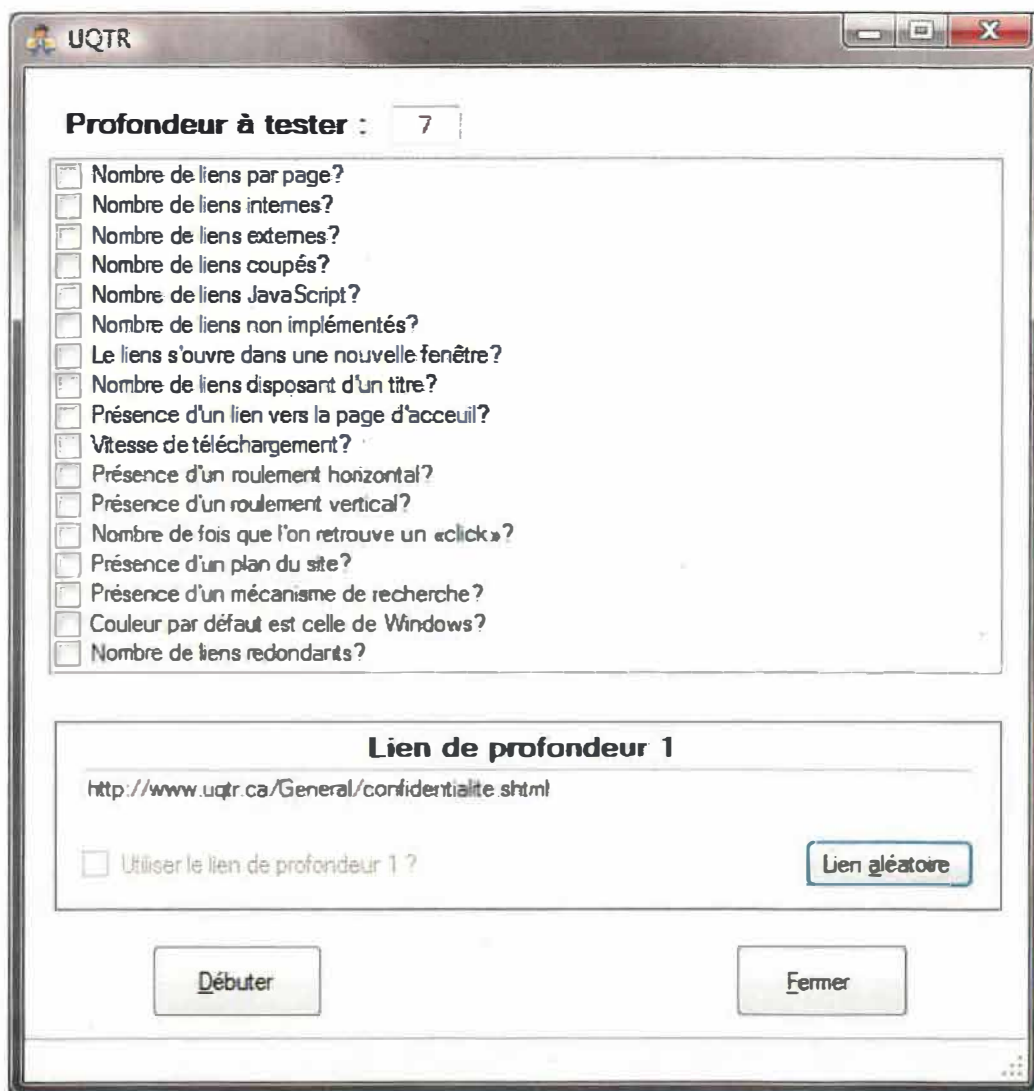 UQTR
Profondeur à tester : 7
Nombre de liens par page?
Nombre de liens internes?
Nombre de liens externes?
Nombre de liens coupés?
Nombre de liens JavaScript?
Nombre de liens non implémentés?
Le liens s'ouvre dans une nouvelle fenêtre?
Nombre de liens disposant d'un titre?
Présence d'un lien vers la page d'acceuil?
Vitesse de téléchargement?
Présence d'un roulement horizontal?
Présence d'un roulement vertical?
Nombre de fois que l'on retrouve un «click»?
Présence d'un plan du site?
Présence d'un mécanisme de recherche?
Couleur par défaut est celle de Windows?
Nombre de liens redondants?
Lien de profondeur 1
http://www.uqtr.ca/General/confidentialite.shtml
Utiliser le lien de profondeur 1 ?
Lien aléatoire
Débuter
Fermer